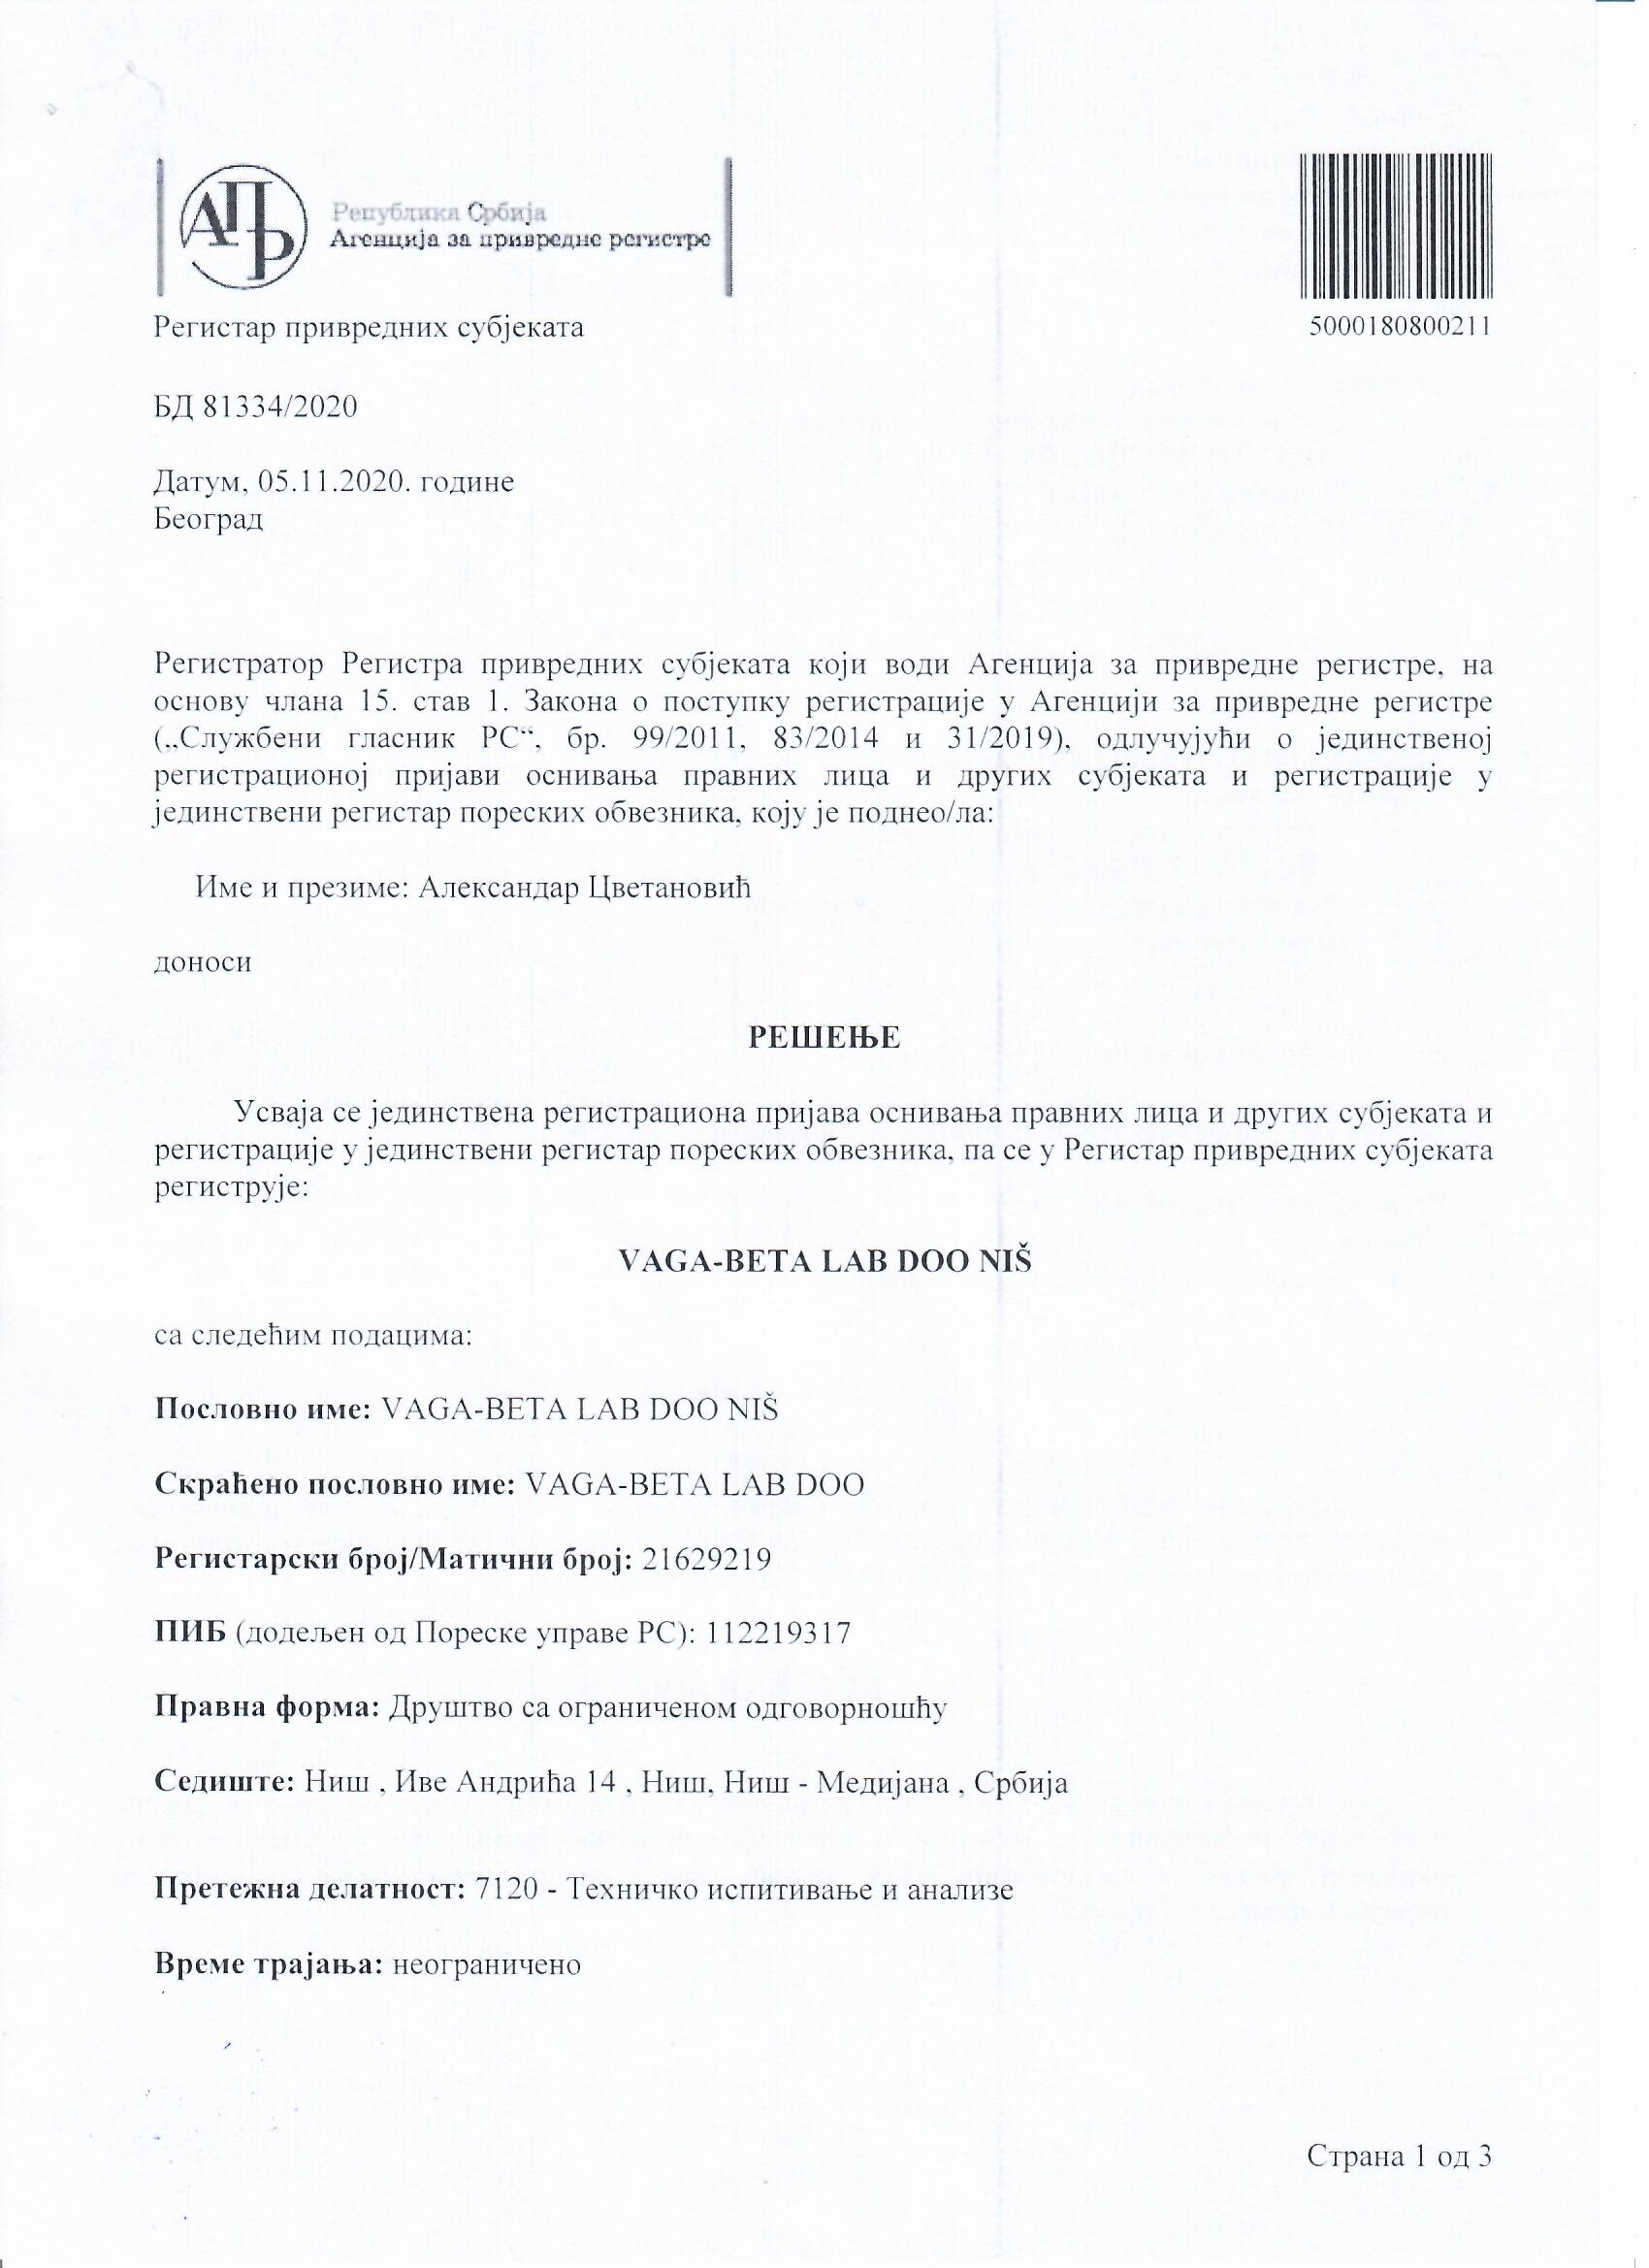 АПР
Република Србија
Агенција за привредне регистре
5000180800211
Регистар привредних субјеката
БД 81334/2020
Датум, 05.11.2020. године
Београд
Регистратор Регистра привредних субјеката који води Агенција за привредне регистре, на
основу члана 15. став 1. Закона о поступку регистрације у Агенцији за привредне регистре
(„Службени гласник РС“, бр. 99/2011, 83/2014 и 31/2019), одлучујући о јединственој
регистрационој пријави оснивања правних лица и других субјеката и регистрације у
јединствени регистар пореских обвезника, коју је поднео/ла:
Име и презиме: Александар Цветановић
доноси
РЕШЕЊЕ
Усваја се јединствена регистрациона пријава оснивања правних лица и других субјеката и
регистрације у јединствени регистар пореских обвезника, па се у Регистар привредних субјеката
региструје:
VAGA-BETA LAB DOO NIŠ
са следећим подацима:
Пословно име: VAGA-BETA LAB DOO NIŠ
Скраћено пословно име: VAGA-BETA LAB DOO
Регистарски број/Матични број: 21629219
ПИБ (додељен од Пореске управе РС): 112219317
Правна форма: Друштво са ограниченом одговорношћу
Седиште: Ниш , Иве Андрића 14 , Ниш, Ниш - Медијана , Србија
Претежна делатност: 7120 - Техничко испитивање и анализе
Време трајања: неограничено
Страна 1 од 3